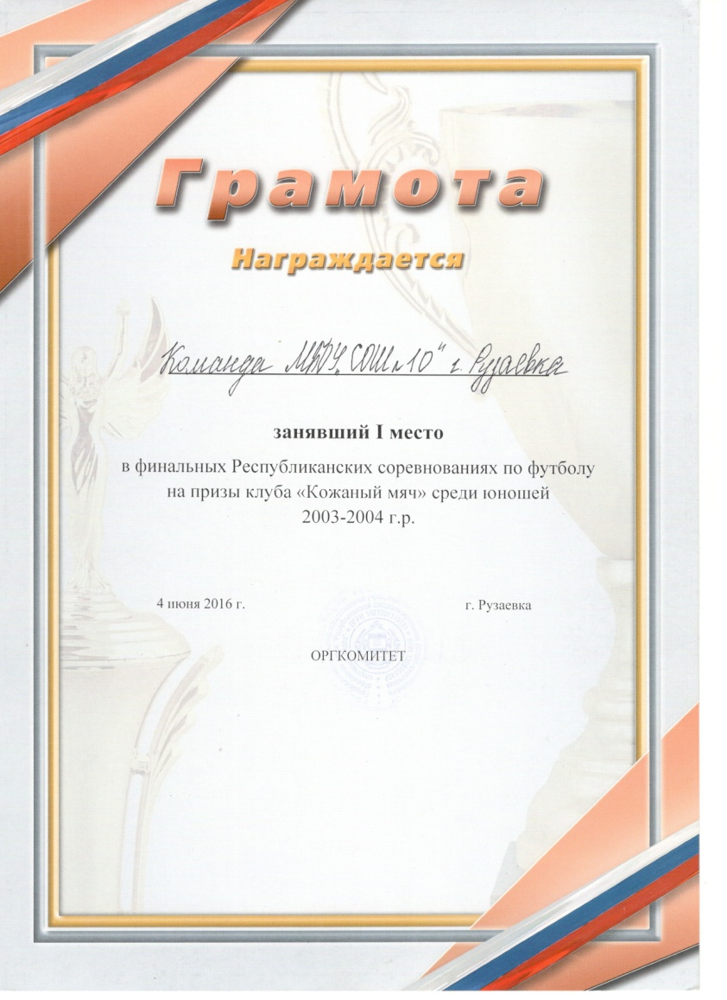 Грамота
Награждается
Команда МБОУ „СОШ №10" г. Рузаевка
занявший I место
в финальных Республиканских соревнованиях по футболу
на призы клуба «Кожаный мяч» среди юношей
2003-2004 г.р.
4 июня 2016 г. г. Рузаевка
ОРГКОМИТЕТ